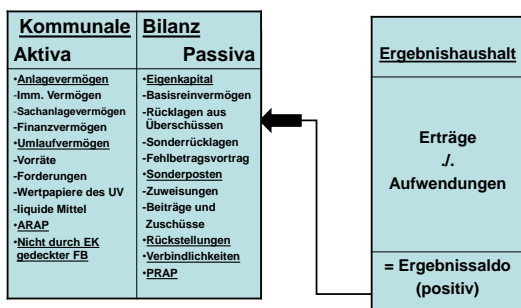 Kommunale Bilanz
Aktiva Passiva
•Anlagevermögen
-Imm. Vermögen
-Sachanlagevermögen
-Finanzvermögen
•Umlaufvermögen
-Vorräte
-Forderungen
-Wertpapiere des UV
-liquide Mittel
•ARAP
•Nicht durch EK
gedeckter FB
•Eigenkapital
-Basisreinvermögen
-Rücklagen aus
Überschüssen
-Sonderrücklagen
-Fehlbetragsvortrag
•Sonderposten
-Zuweisungen
-Beiträge und
Zuschüsse
•Rückstellungen
•Verbindlichkeiten
•PRAP
Ergebnishaushalt
Erträge
./.
Aufwendungen
= Ergebnissaldo
(positiv)